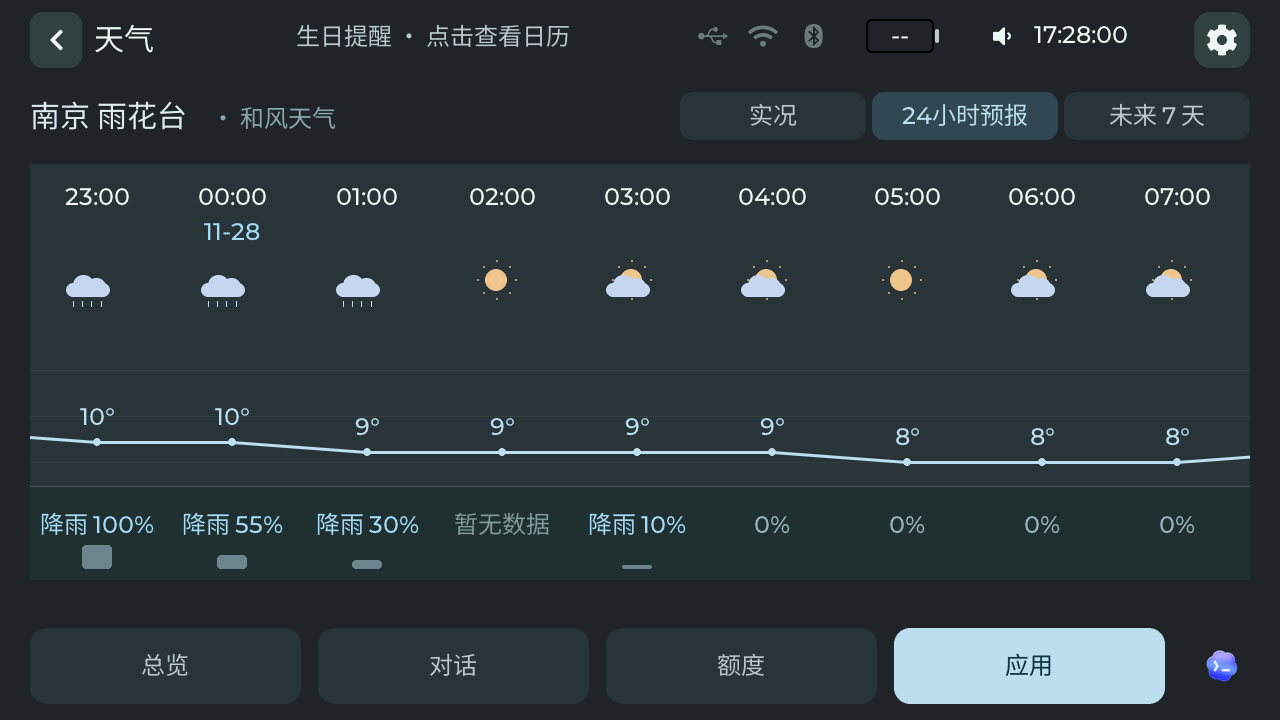 天气
生日提醒 • 点击查看日历
--
17:28:00
南京 雨花台 • 和风天气
实况
24小时预报
未来 7 天
23:00 00:00 01:00 02:00 03:00 04:00 05:00 06:00 07:00
11-28
10° 10° 9° 9° 9° 9° 8° 8° 8°
降雨 100% 降雨 55% 降雨 30% 暂无数据 降雨 10% 0% 0% 0% 0%
总览
对话
额度
应用